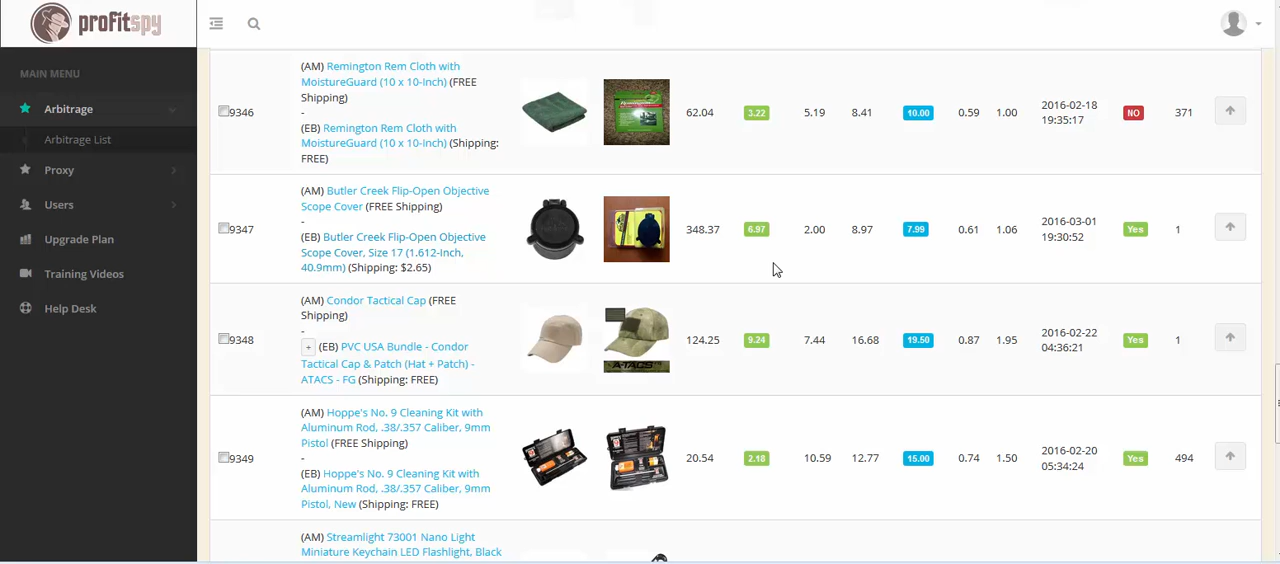 profitspy
MAIN MENU
Arbitrage
Arbitrage List
Proxy
Users
Upgrade Plan
Training Videos
Help Desk
9346
(AM) Remington Rem Cloth with
MoistureGuard (10 x 10-Inch) (FREE
Shipping)
-
(EB) Remington Rem Cloth with
MoistureGuard (10 x 10-Inch) (Shipping:
FREE)
62.04 3.22 5.19 8.41 10.00 0.59 1.00
2016-02-18
19:35:17
NO 371
9347
(AM) Butler Creek Flip-Open Objective
Scope Cover (FREE Shipping)
-
(EB) Butler Creek Flip-Open Objective
Scope Cover, Size 17 (1.612-Inch,
40.9mm) (Shipping: $2.65)
348.37 6.97 2.00 8.97 7.99 0.61 1.06
2016-03-01
19:30:52
Yes 1
9348
(AM) Condor Tactical Cap (FREE
Shipping)
-
+ (EB) PVC USA Bundle - Condor
Tactical Cap & Patch (Hat + Patch) -
ATACS - FG (Shipping: FREE)
A-TACS
124.25 9.24 7.44 16.68 19.50 0.87 1.95
2016-02-22
04:36:21
Yes 1
9349
(AM) Hoppe's No. 9 Cleaning Kit with
Aluminum Rod, .38/.357 Caliber, 9mm
Pistol (FREE Shipping)
-
(EB) Hoppe's No. 9 Cleaning Kit with
Aluminum Rod, .38/.357 Caliber, 9mm
Pistol, New (Shipping: FREE)
20.54 2.18 10.59 12.77 15.00 0.74 1.50
2016-02-20
05:34:24
Yes 494
(AM) Streamlight 73001 Nano Light
Miniature Keychain LED Flashlight, Black